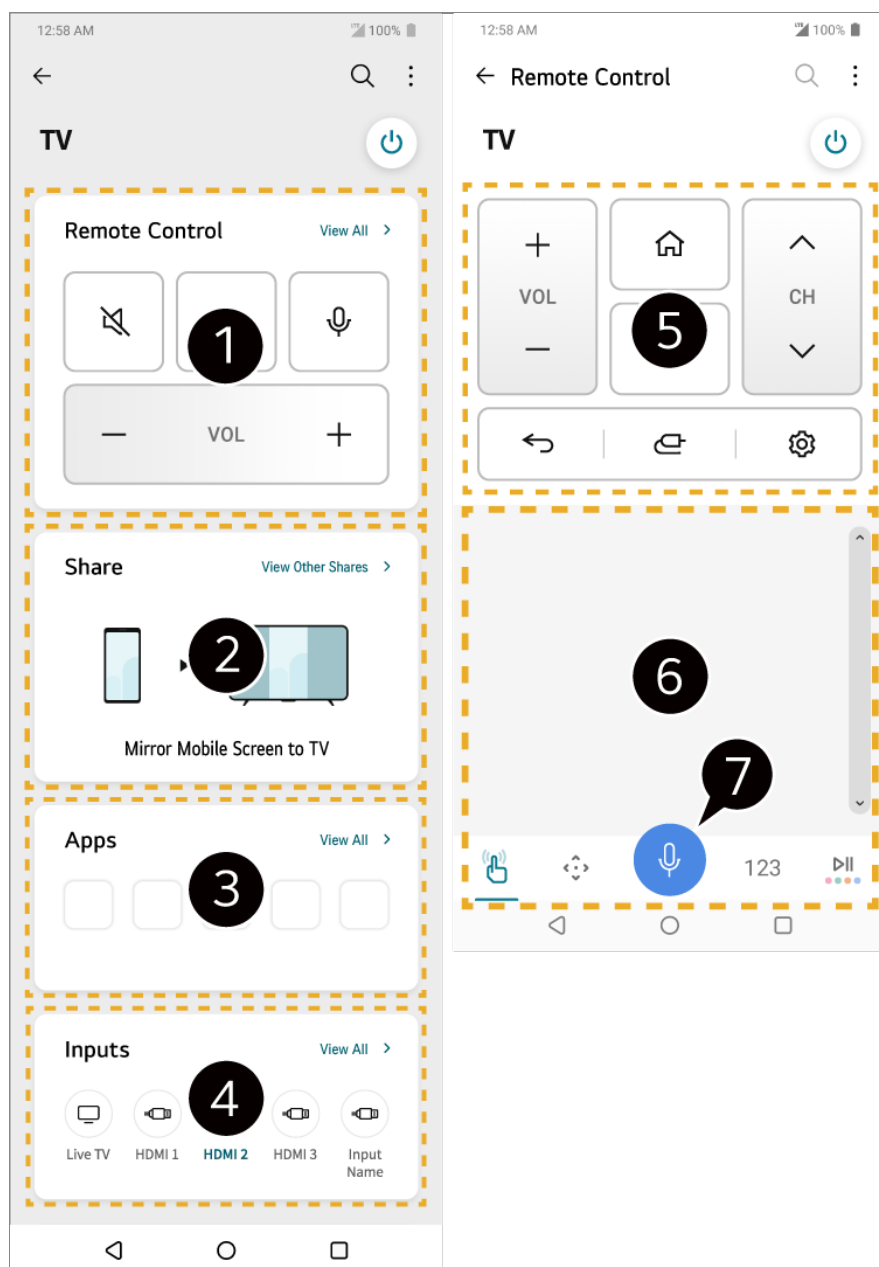 12:58 AM
LTE 100%
TV
Remote Control
View All
1
VOL
Share
View Other Shares
2
Mirror Mobile Screen to TV
Apps
View All
3
Inputs
View All
4
Live TV
HDMI 1
HDMI 2
HDMI 3
Input
Name
12:58 AM
LTE 100%
Remote Control
TV
VOL
5
CH
6
7
123